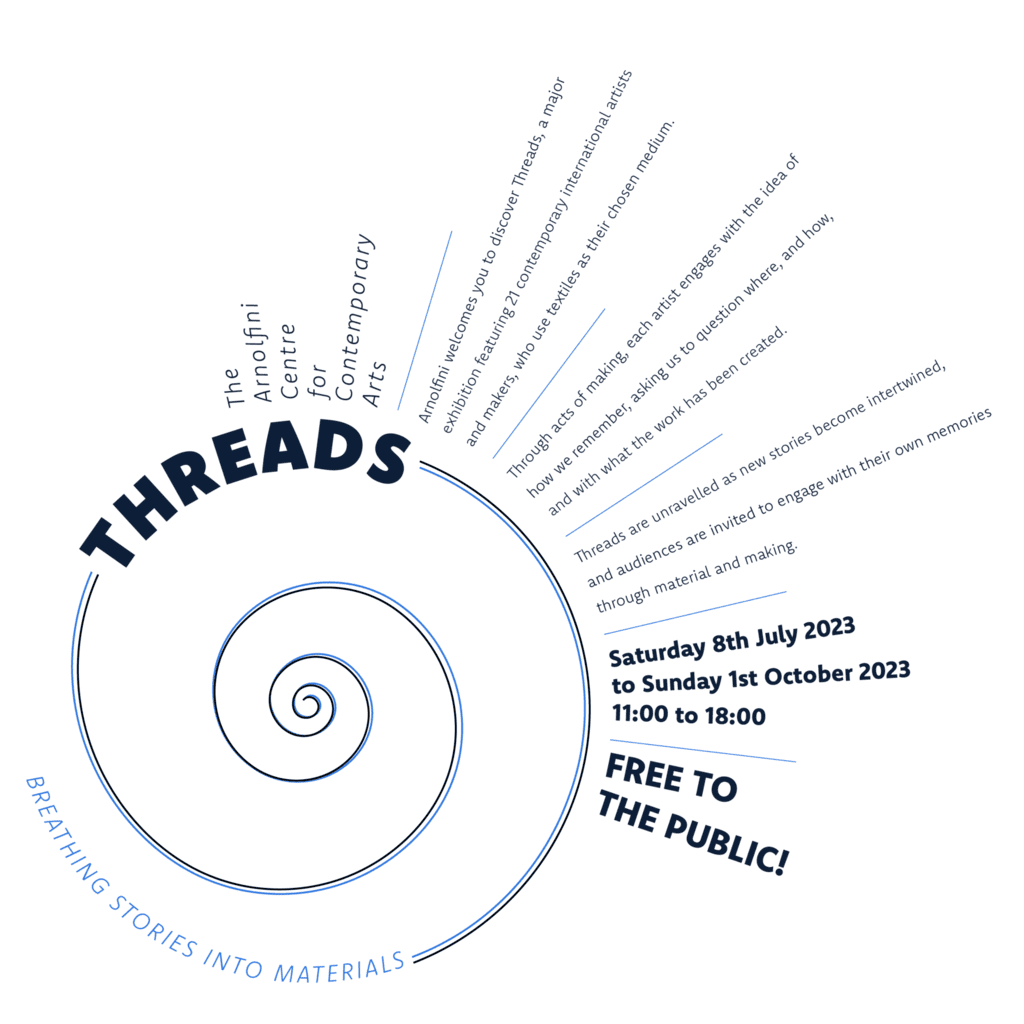 The
Arnolfini
Centre
for
Contemporary
Arts
THREADS
BREATHING STORIES INTO MATERIALS
Arnolfini welcomes you to discover Threads, a major
exhibition featuring 21 contemporary international artists
and makers, who use textiles as their chosen medium.
Through acts of making, each artist engages with the idea of
how we remember, asking us to question where, and how,
and with what the work has been created.
Threads are unravelled as new stories become intertwined,
and audiences are invited to engage with their own memories
through material and making.
Saturday 8th July 2023
to Sunday 1st October 2023
11:00 to 18:00
FREE TO
THE PUBLIC!